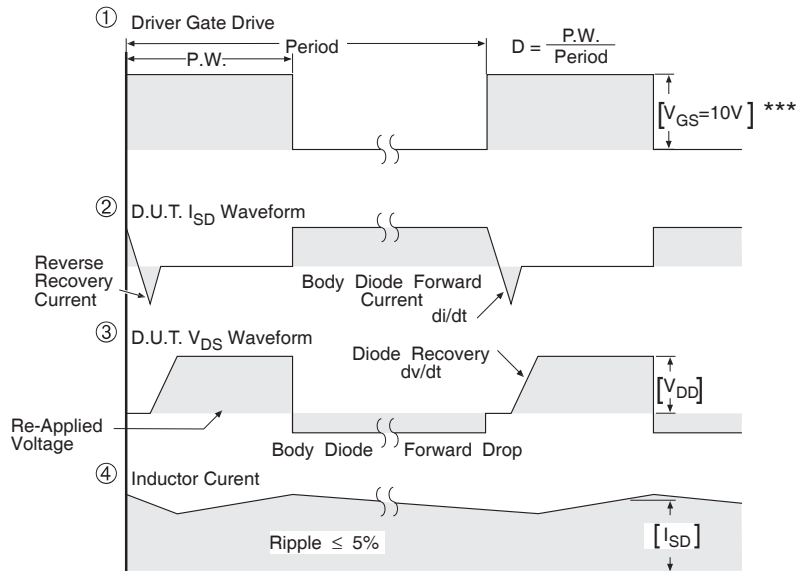 ① Driver Gate Drive
Period
P.W.
D = P.W. / Period
[VGS=10V] ***
② D.U.T. ISD Waveform
Reverse
Recovery
Current
Body Diode Forward
Current
di/dt
③ D.U.T. VDS Waveform
Diode Recovery
dv/dt
[VDD]
Re-Applied
Voltage
Body Diode Forward Drop
④ Inductor Curent
Ripple ≤ 5%
[ISD]